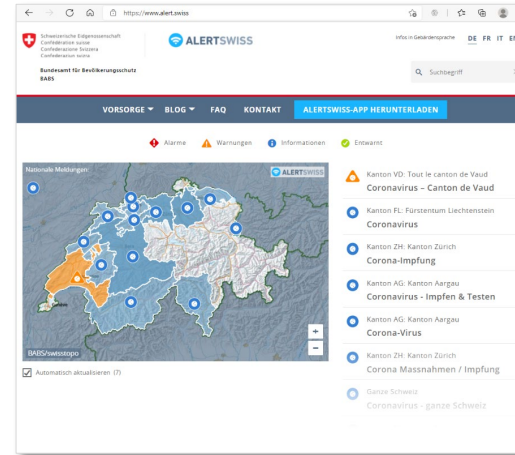 https://www.alert.swiss
Schweizerische Eidgenossenschaft
Confédération suisse
Confederazione Svizzera
Confederaziun svizra
Bundesamt für Bevölkerungsschutz
BABS
ALERTSWISS
Infos in Gebärdensprache
DE FR IT EN
Suchbegriff
VORSORGE BLOG FAQ KONTAKT ALERTSWISS-APP HERUNTERLADEN
Alarme Warnungen Informationen Entwarnt
Nationale Meldungen
ALERTSWISS
BABS/swisstopo
+
−
Automatisch aktualisieren (7)
Kanton VD: Tout le canton de Vaud
Coronavirus – Canton de Vaud
Kanton FL: Fürstentum Liechtenstein
Coronavirus
Kanton ZH: Kanton Zürich
Corona-Impfung
Kanton AG: Kanton Aargau
Coronavirus - Impfen & Testen
Kanton AG: Kanton Aargau
Corona-Virus
Kanton ZH: Kanton Zürich
Corona Massnahmen / Impfung
Ganze Schweiz
Coronavirus - ganze Schweiz